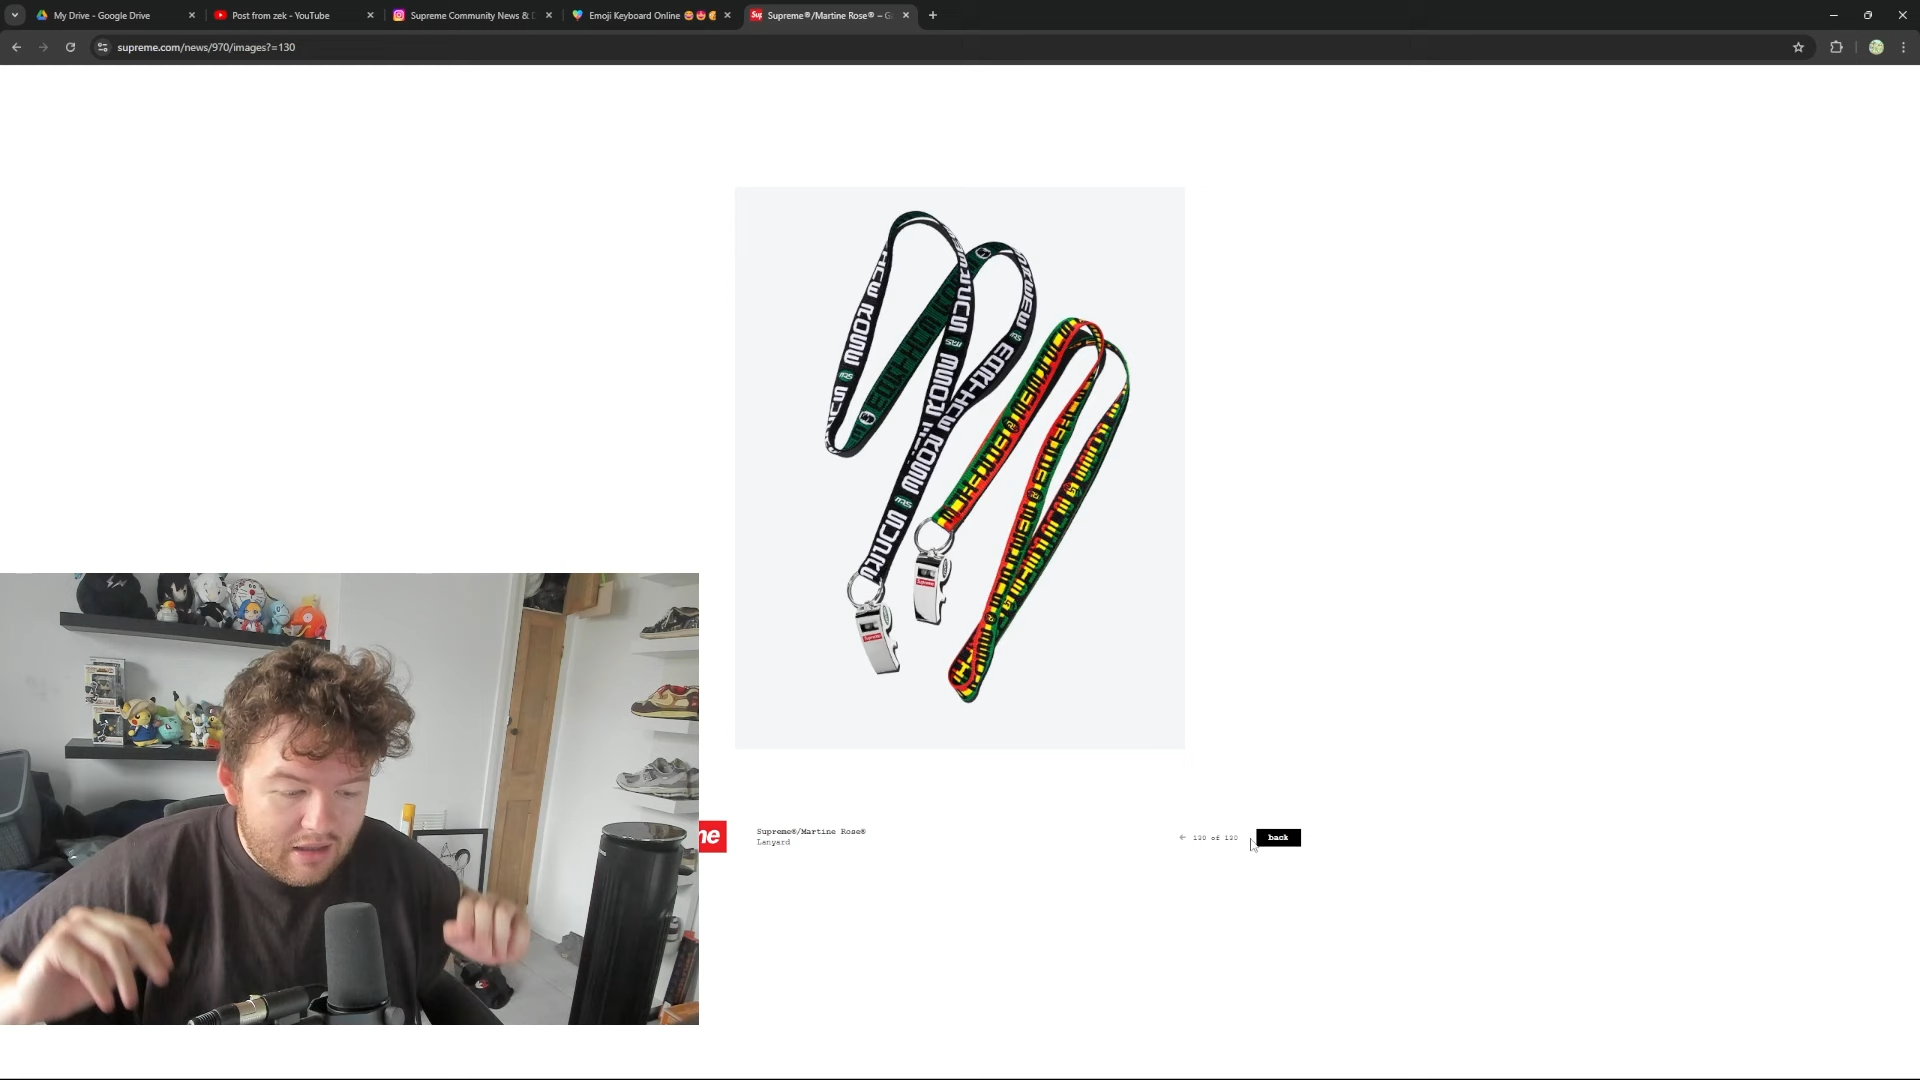 My Drive - Google Drive
Post from zek - YouTube
Supreme Community News &
Emoji Keyboard Online
Supreme®/Martine Rose® –
supreme.com/news/970/images?=130
Supreme®/Martine Rose®
Lanyard
130 of 130
back